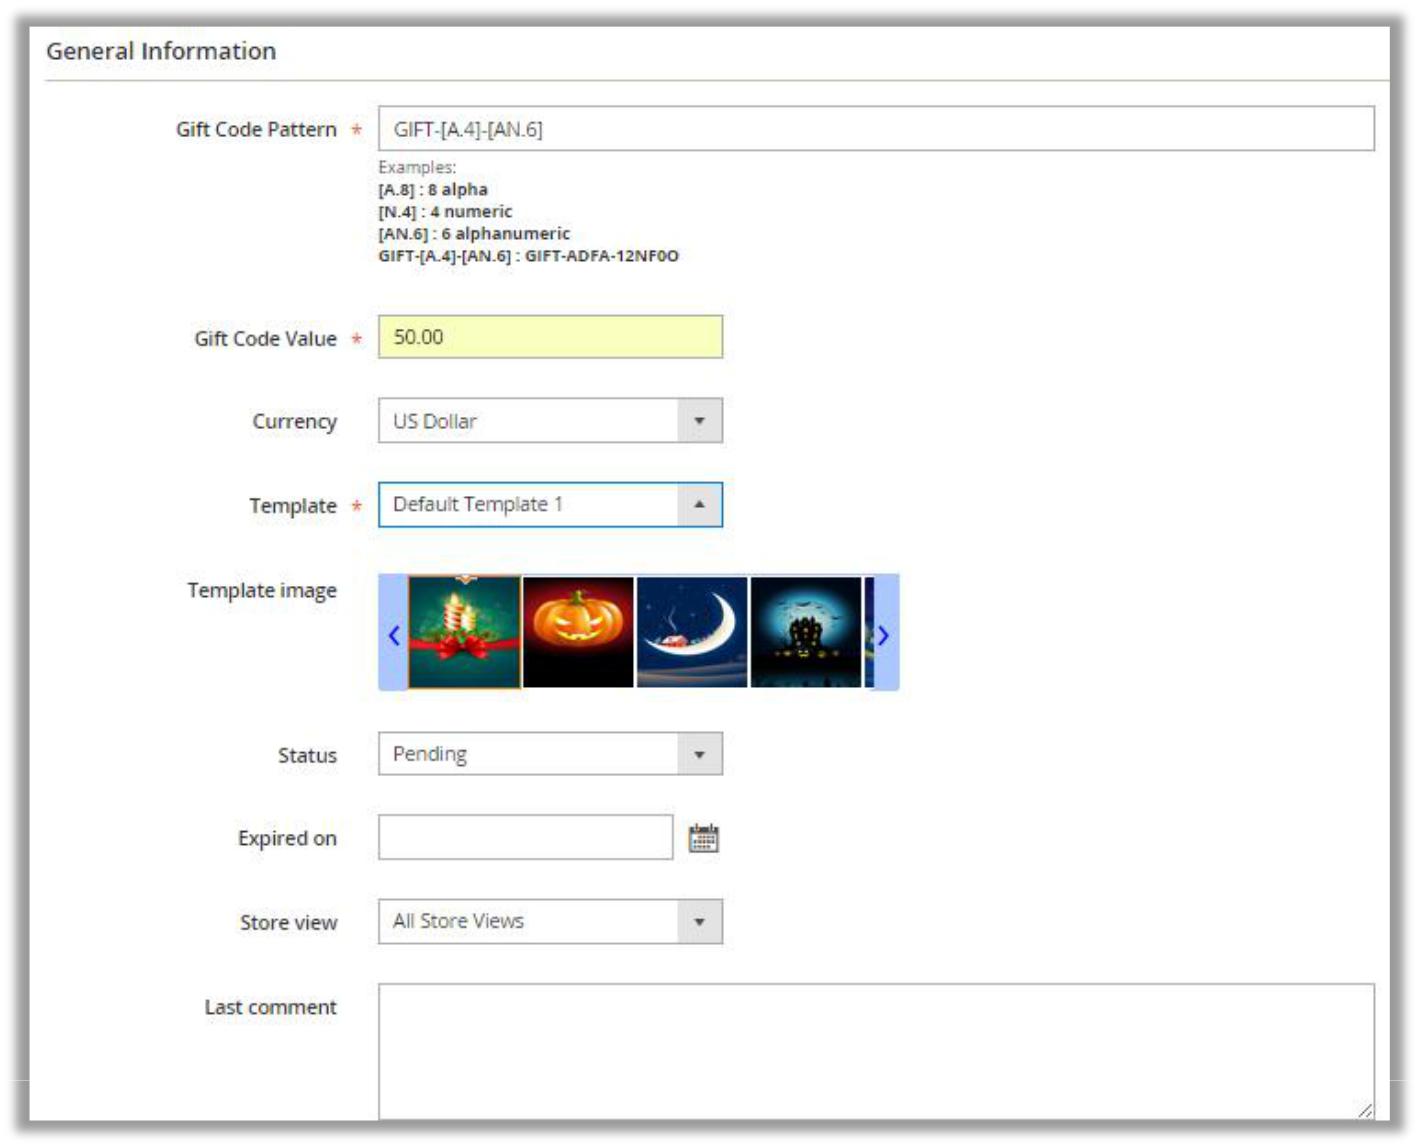 General Information
Gift Code Pattern *
GIFT-[A.4]-[AN.6]
Examples:
[A.8] : 8 alpha
[N.4] : 4 numeric
[AN.6] : 6 alphanumeric
GIFT-[A.4]-[AN.6] : GIFT-ADFA-12NF0O
Gift Code Value *
50.00
Currency
US Dollar
Template *
Default Template 1
Template image
Status
Pending
Expired on
Store view
All Store Views
Last comment